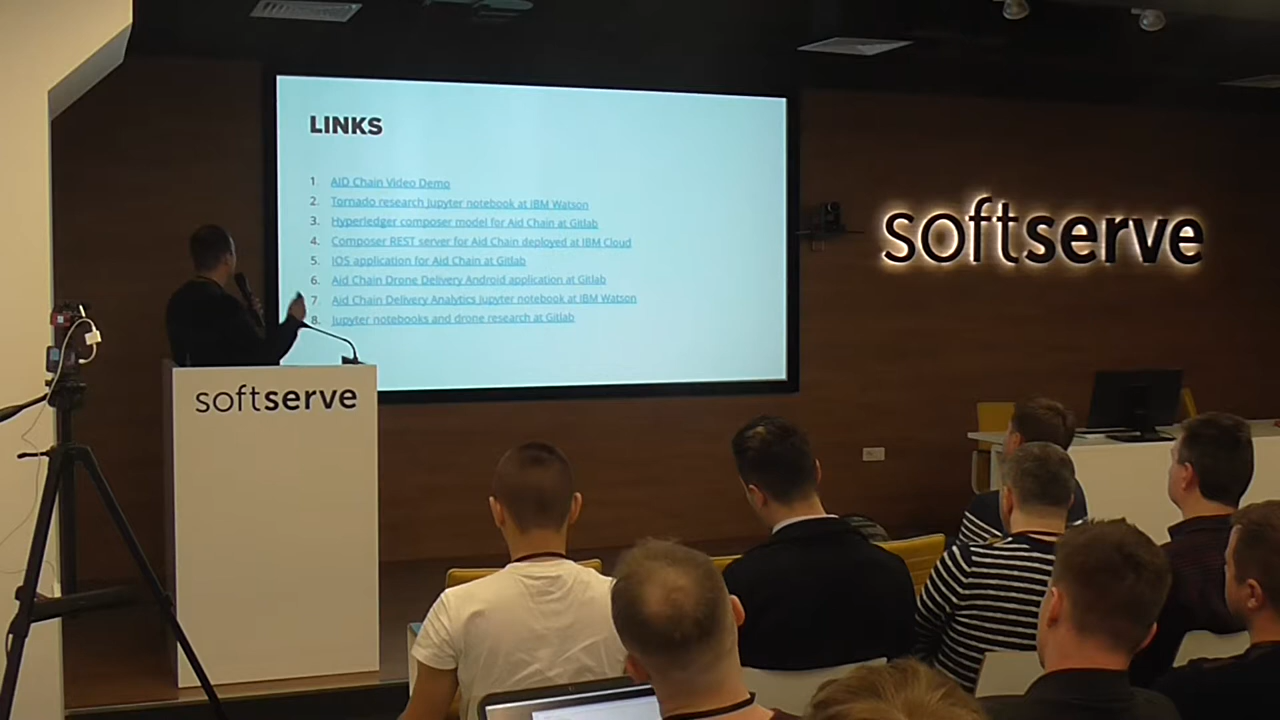 LINKS
1. AID Chain Video Demo
2. Tornado research Jupyter notebook at IBM Watson
3. Hyperledger composer model for Aid Chain at Gitlab
4. Composer REST server for Aid Chain deployed at IBM Cloud
5. IOS application for Aid Chain at Gitlab
6. Aid Chain Drone Delivery Android application at Gitlab
7. Aid Chain Delivery Analytics Jupyter notebook at IBM Watson
8. Jupyter notebooks and drone research at Gitlab
softserve
softserve